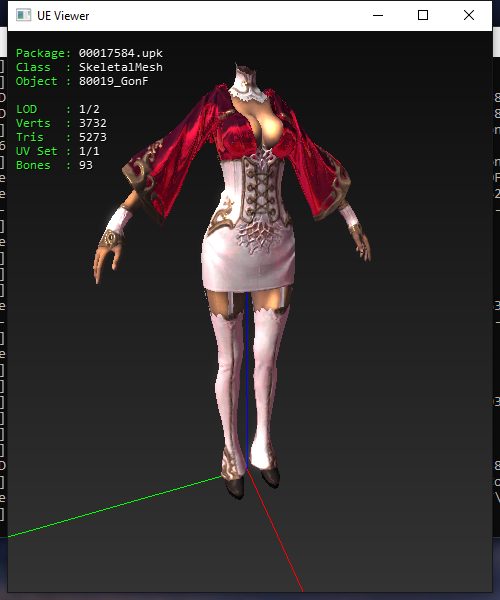 UE Viewer
Package: 00017584.upk
Class : SkeletalMesh
Object : 80019_GonF
LOD : 1/2
Verts : 3732
Tris : 5273
UV Set : 1/1
Bones : 93